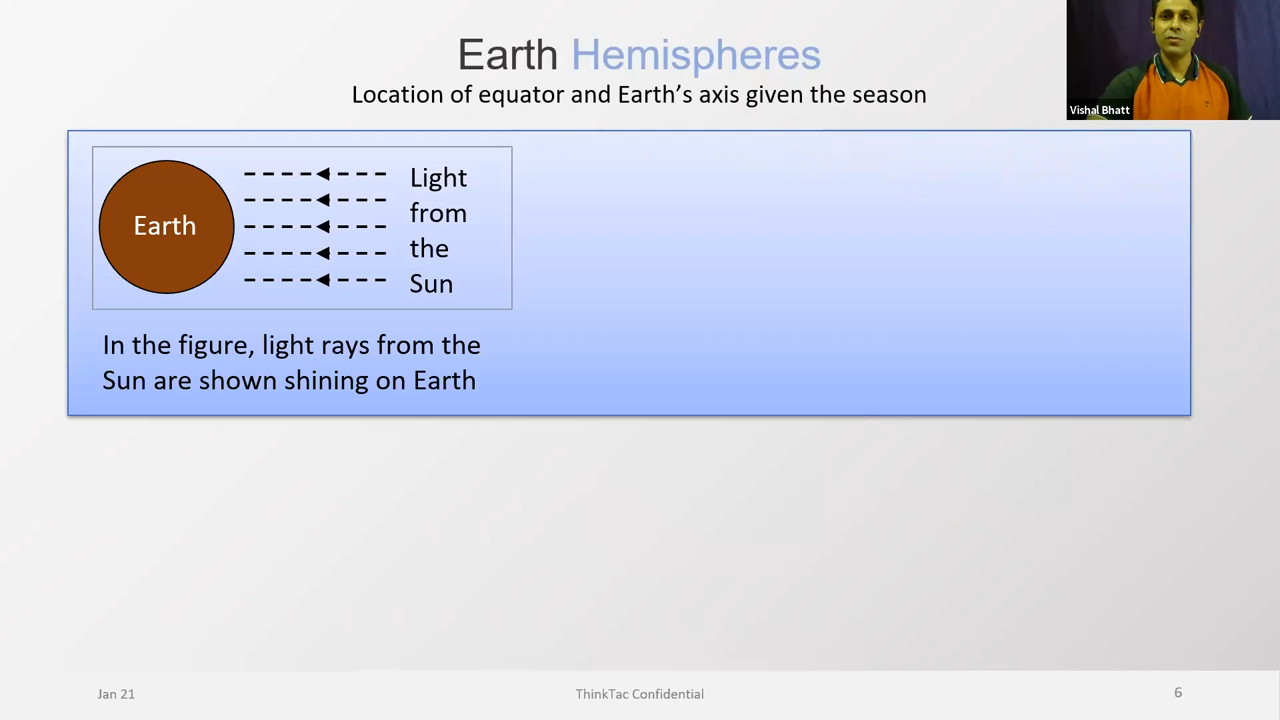 Earth Hemispheres
Location of equator and Earth's axis given the season
Vishal Bhatt
Earth
Light
from
the
Sun
In the figure, light rays from the
Sun are shown shining on Earth
Jan 21
ThinkTac Confidential
6